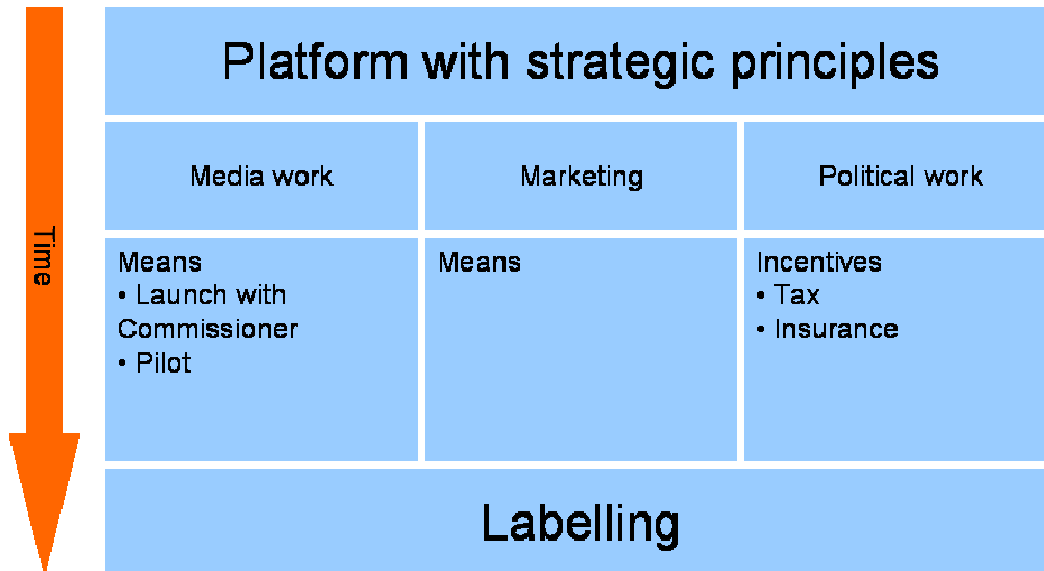 Platform with strategic principles
Time
Media work
Marketing
Political work
Means
• Launch with
Commissioner
• Pilot
Means
Incentives
• Tax
• Insurance
Labelling